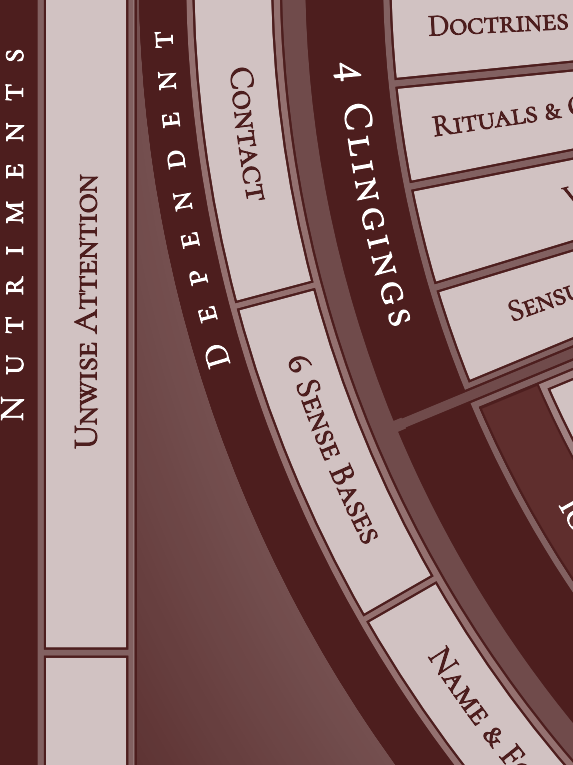 NUTRIMENTS
UNWISE ATTENTION
DEPENDENT
CONTACT
6 SENSE BASES
NAME &
4 CLINGINGS
DOCTRINES
RITUALS &